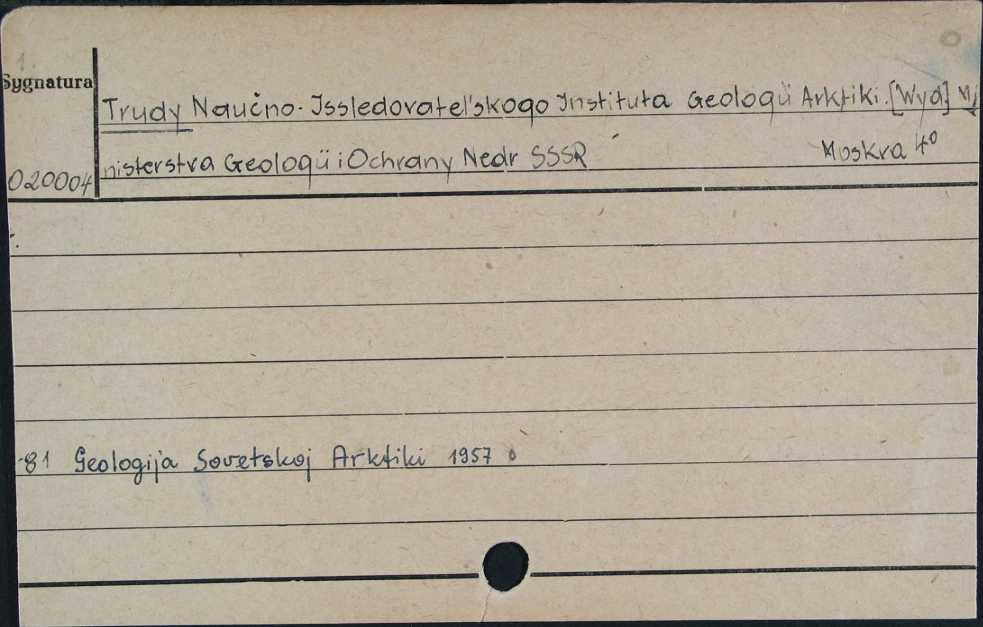 Sygnatura
Trudy Naučno-Issledovatel'skogo Instituta Geologii Arktiki. [Wyd] Mi
nisterstva Geologii i Ochrany Nedr SSSR
Moskva 4°
020004
81 Geologija Sovetskoj Arktiki 1957